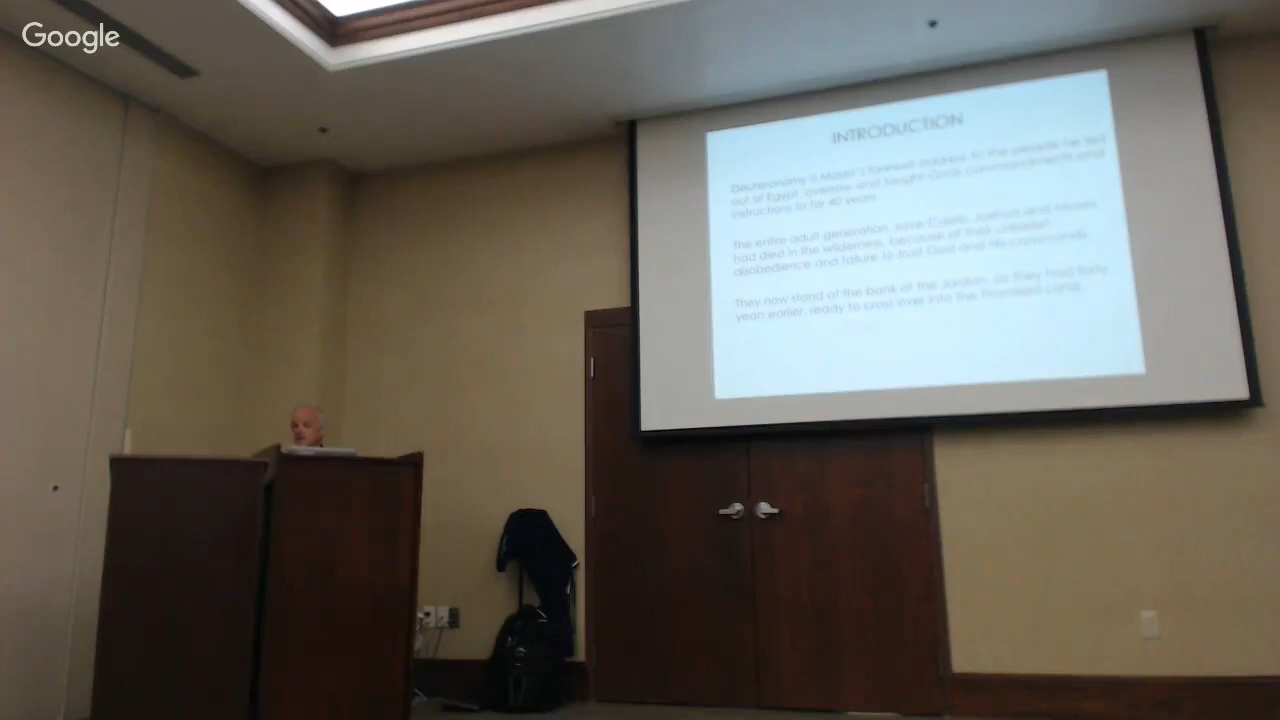 Google
INTRODUCTION
Deuteronomy is Moses's farewell address to the people he led
out of Egypt, oversaw and taught God's commandments and
instructions to for 40 years.
The entire adult generation, save Caleb, Joshua and Moses,
had died in the wilderness, because of their unbelief,
disobedience and failure to trust God and His commands.
They now stand at the bank of the Jordan, as they had forty
years earlier, ready to cross over into the Promised Land.